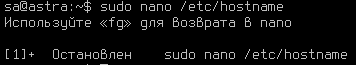 sa@astra:~$ sudo nano /etc/hostname
Используйте «fg» для возврата в nano
[1]+  Остановлен    sudo nano /etc/hostname